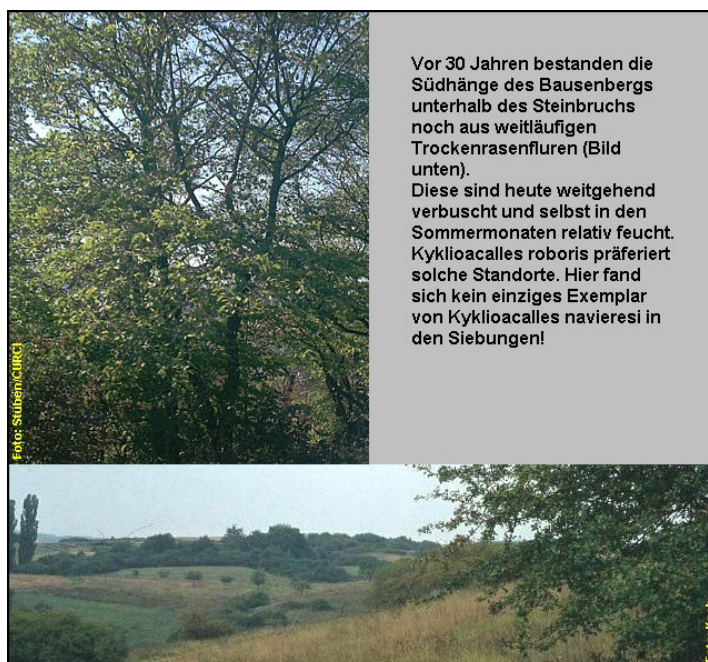 Vor 30 Jahren bestanden die
Südhänge des Bausenbergs
unterhalb des Steinbruchs
noch aus weitläufigen
Trockenrasenfluren (Bild
unten).
Diese sind heute weitgehend
verbuscht und selbst in den
Sommermonaten relativ feucht.
Kyklioacalles roboris präferiert
solche Standorte. Hier fand
sich kein einziges Exemplar
von Kyklioacalles navieresi in
den Siebungen!
Foto: Stüben/CURCI